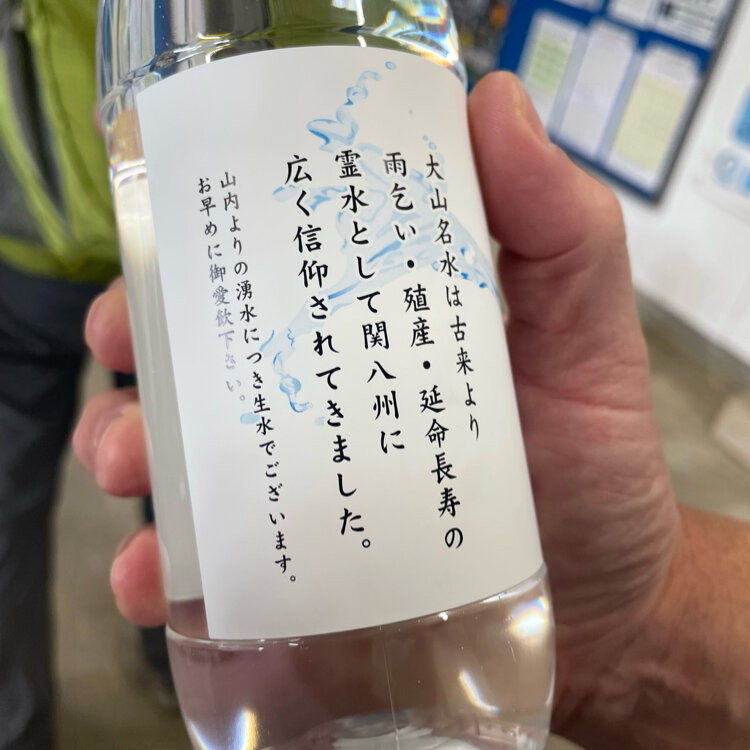 大山名水は古来より
雨乞い・殖産・延命長寿の
霊水として関八州に
広く信仰されてきました。
山内よりの湧水につき生水でございます。
お早めに御愛飲下さい。